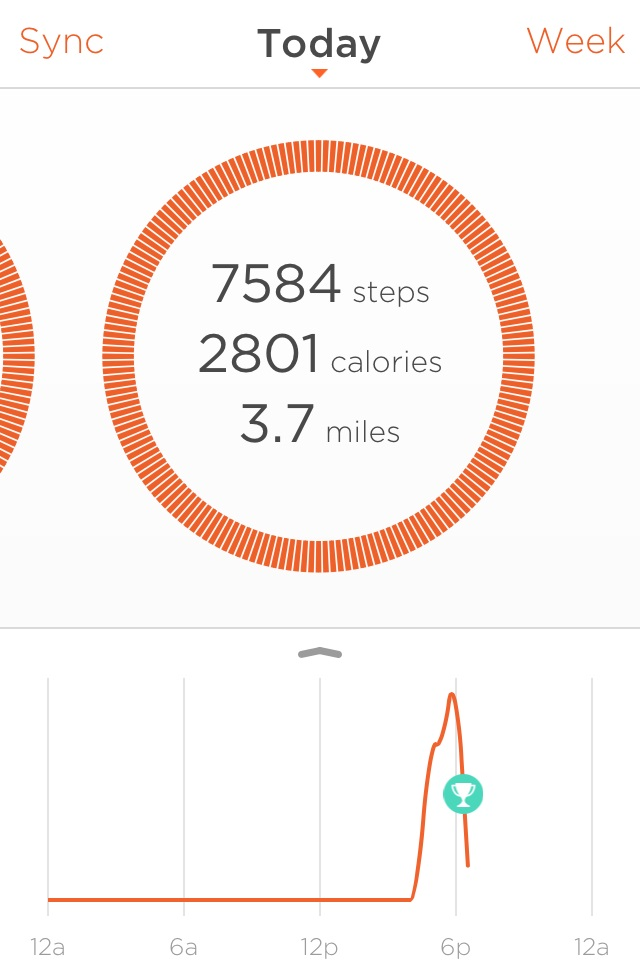 Sync Today Week
7584 steps
2801 calories
3.7 miles
12a 6a 12p 6p 12a